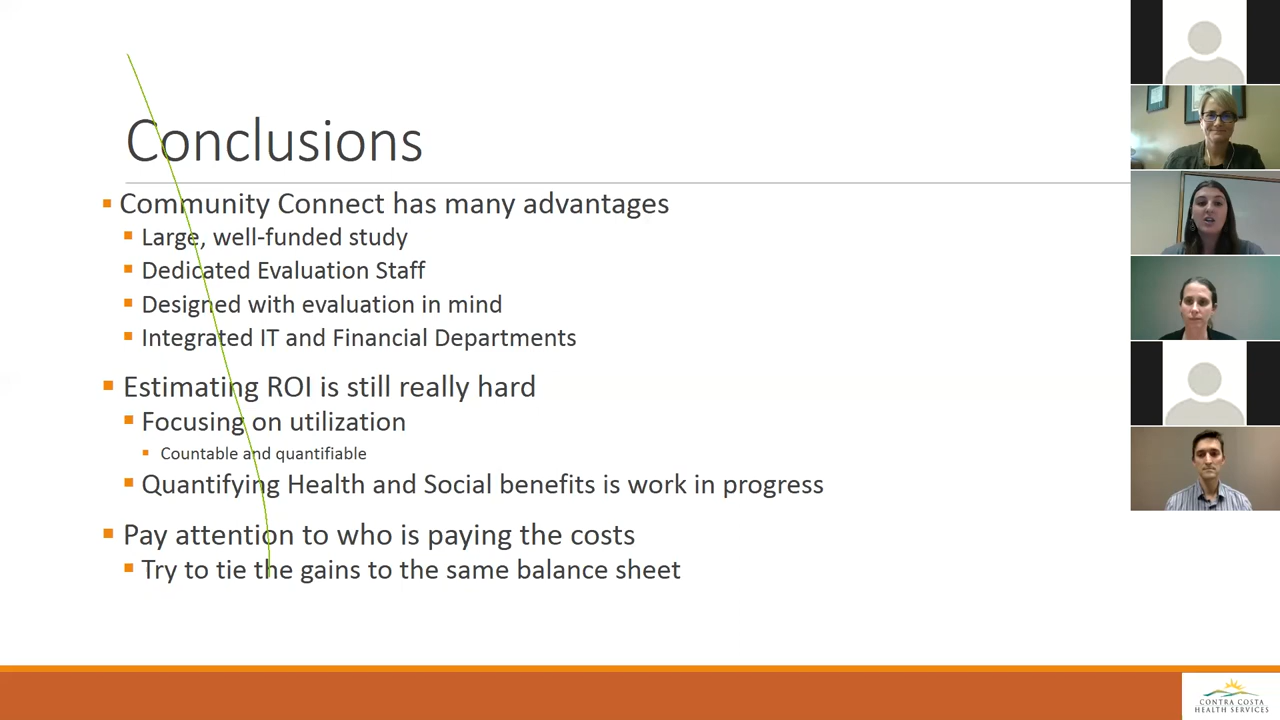 Conclusions
Community Connect has many advantages
Large, well-funded study
Dedicated Evaluation Staff
Designed with evaluation in mind
Integrated IT and Financial Departments
Estimating ROI is still really hard
Focusing on utilization
Countable and quantifiable
Quantifying Health and Social benefits is work in progress
Pay attention to who is paying the costs
Try to tie the gains to the same balance sheet
CONTRA COSTA
HEALTH SERVICES